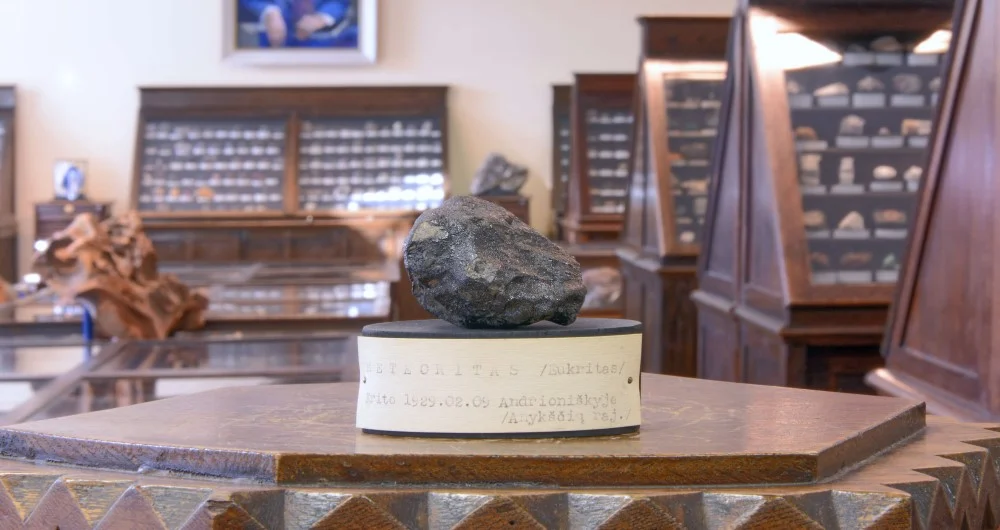 METEORITAS /Eukritas/
Krito 1929.02.09 Andrioniškyje
/Anykščių raj./